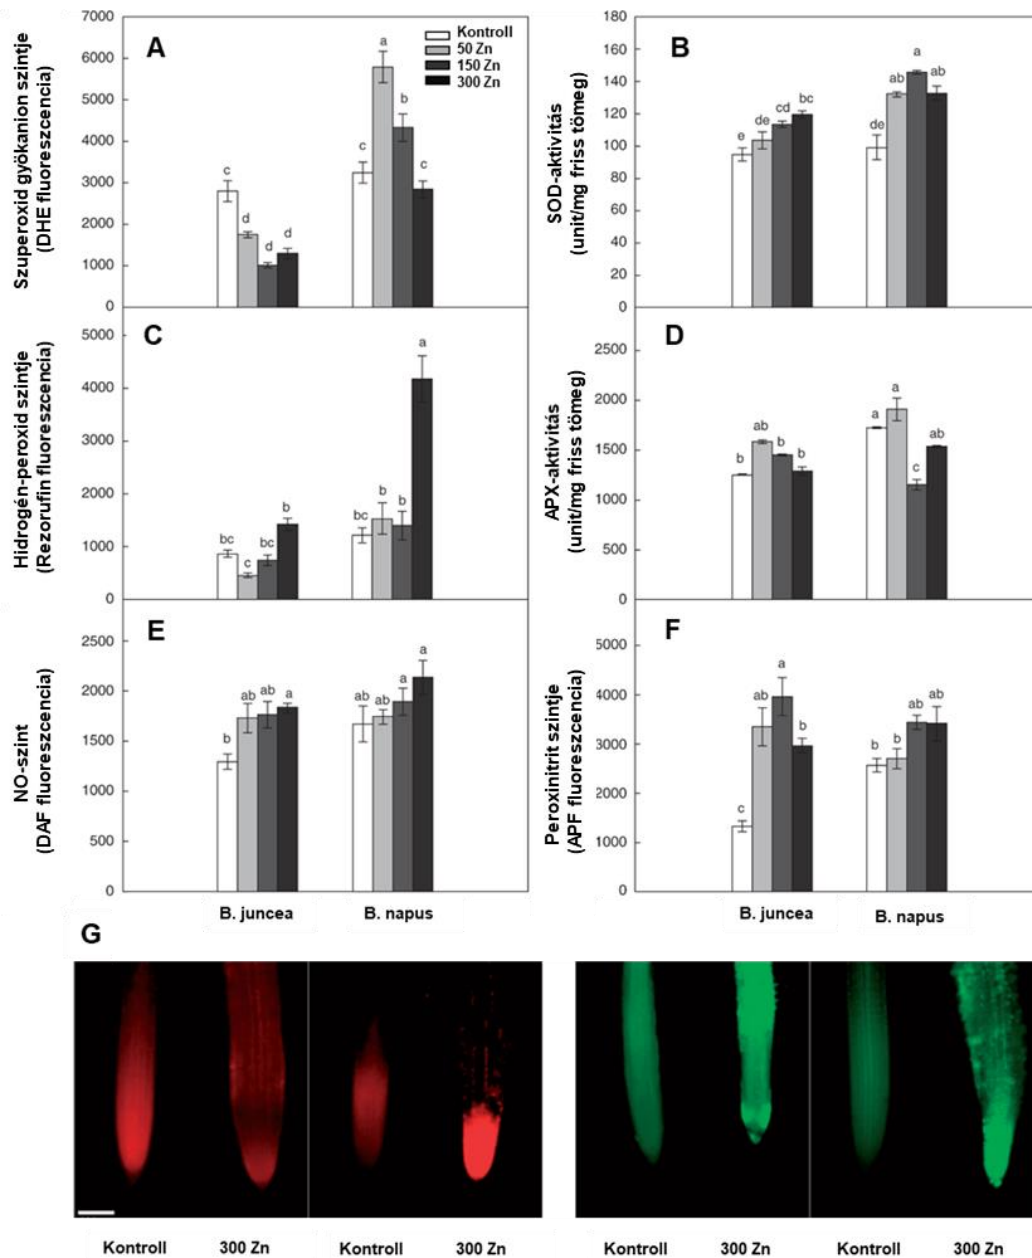 A
Kontroll
50 Zn
150 Zn
300 Zn
Szuperoxid gyökanion szintje
(DHE fluoreszcencia)
7000
6000
5000
4000
3000
2000
1000
0
c
d
d
d
c
a
b
c
B
SOD-aktivitás
(unit/mg friss tömeg)
180
160
140
120
100
80
60
40
20
0
e
de
cd
bc
de
ab
a
ab
C
Hidrogén-peroxid szintje
(Rezorufin fluoreszcencia)
5000
4000
3000
2000
1000
0
bc
c
bc
b
bc
b
b
a
D
APX-aktivitás
(unit/mg friss tömeg)
2500
2000
1500
1000
500
0
b
ab
b
b
a
a
c
ab
E
NO-szint
(DAF fluoreszcencia)
2500
2000
1500
1000
500
0
b
ab
ab
a
ab
ab
a
a
B. juncea
B. napus
F
Peroxinitrit szintje
(APF fluoreszcencia)
5000
4000
3000
2000
1000
0
c
ab
a
b
b
b
ab
ab
B. juncea
B. napus
G
Kontroll
300 Zn
Kontroll
300 Zn
Kontroll
300 Zn
Kontroll
300 Zn